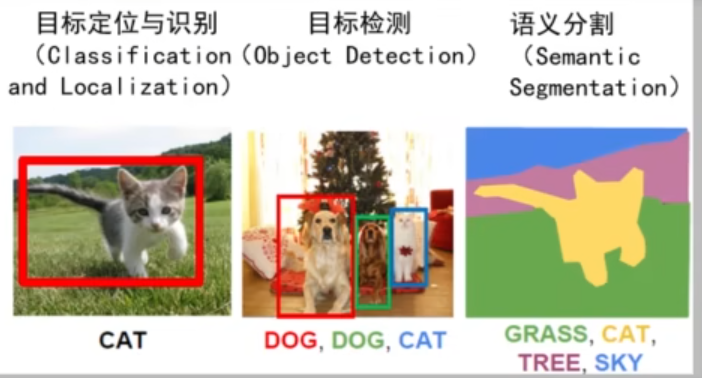 目标定位与识别
（Classification
and Localization）
目标检测
（Object Detection）
语义分割
（Semantic
Segmentation）
CAT
DOG, DOG, CAT
GRASS, CAT,
TREE, SKY